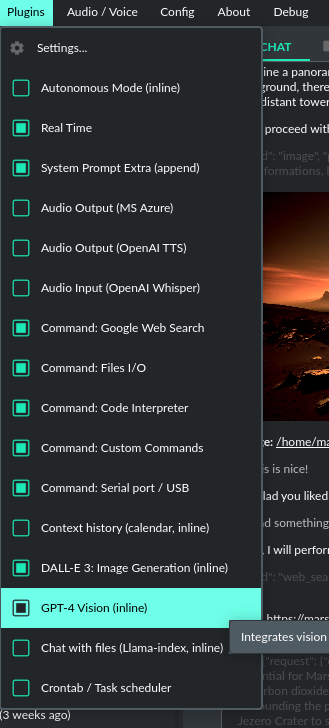 Plugins Audio / Voice Config About Debug
Settings...
CHAT
Autonomous Mode (inline)
Real Time
System Prompt Extra (append)
Audio Output (MS Azure)
Audio Output (OpenAI TTS)
Audio Input (OpenAI Whisper)
Command: Google Web Search
Command: Files I/O
Command: Code Interpreter
Command: Custom Commands
Command: Serial port / USB
Context history (calendar, inline)
DALL-E 3: Image Generation (inline)
GPT-4 Vision (inline)
Chat with files (Llama-index, inline)
Crontab / Task scheduler
ine a panoram
ground, there
distant tower
proceed with
d": "image", "
formations, l
e: /home/ma
s is nice!
lad you liked
d something
, I will perform
d": "web_sea
https://mars
Integrates vision
"request": {
ntial for Mars
rbon dioxide
unding the p
Jezero Crater to
(3 weeks ago)